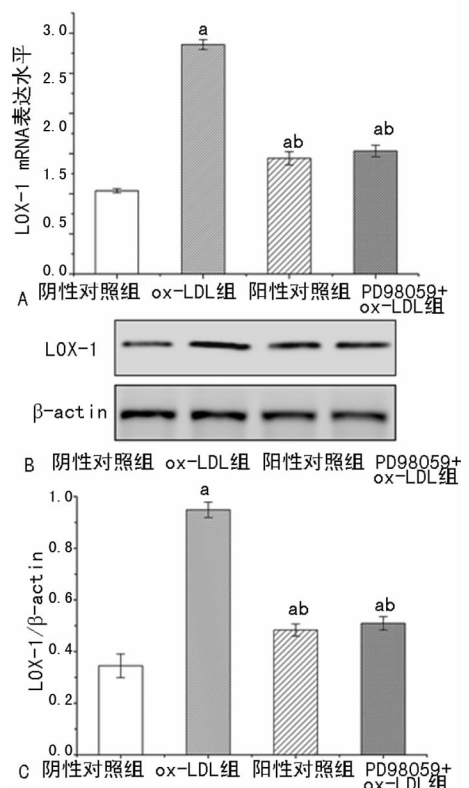 LOX-1 mRNA表达水平
3.0
2.5
2.0
1.5
1.5
0.0
a
ab
ab
A 阴性对照组 ox-LDL组 阳性对照组 PD98059+
ox-LDL组
LOX-1
β-actin
B 阴性对照组 ox-LDL组 阳性对照组 PD98059+
ox-LDL组
LOX-1/β-actin
1.0
0.8
0.6
0.4
0.2
0.0
a
ab
ab
C 阴性对照组 ox-LDL组 阳性对照组 PD98059+
ox-LDL组